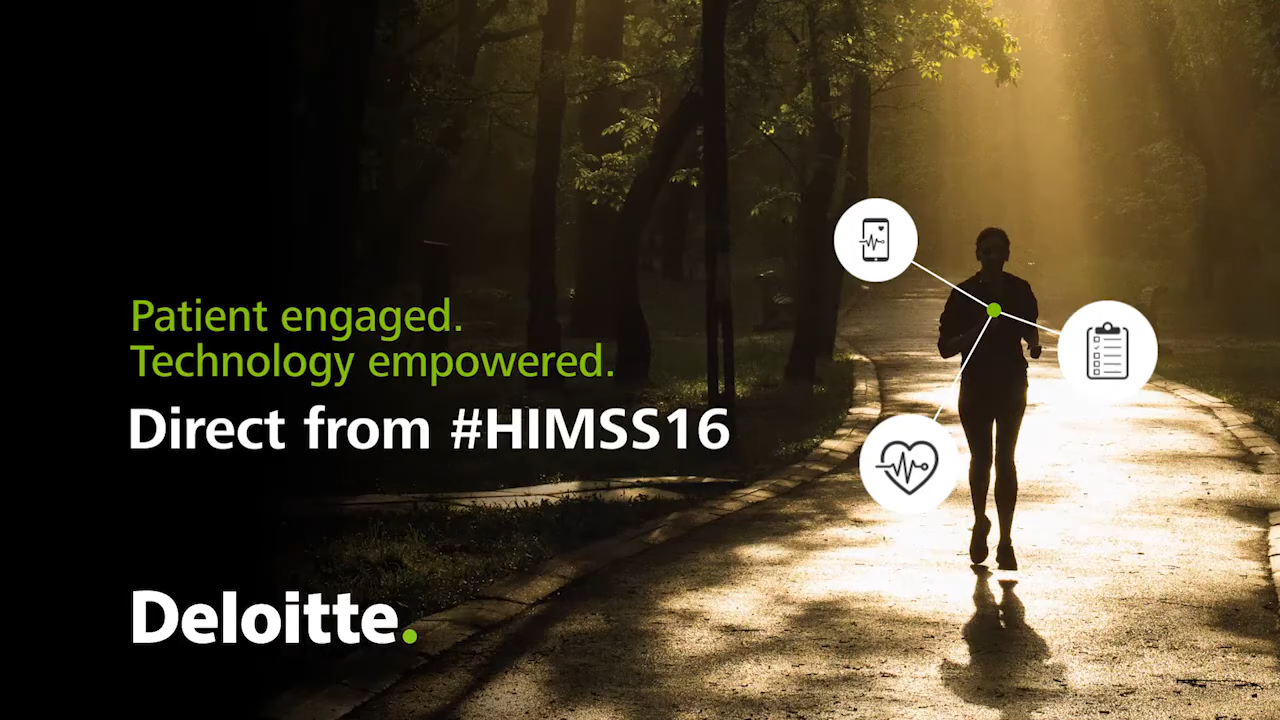 Patient engaged.
Technology empowered.
Direct from #HIMSS16
Deloitte.